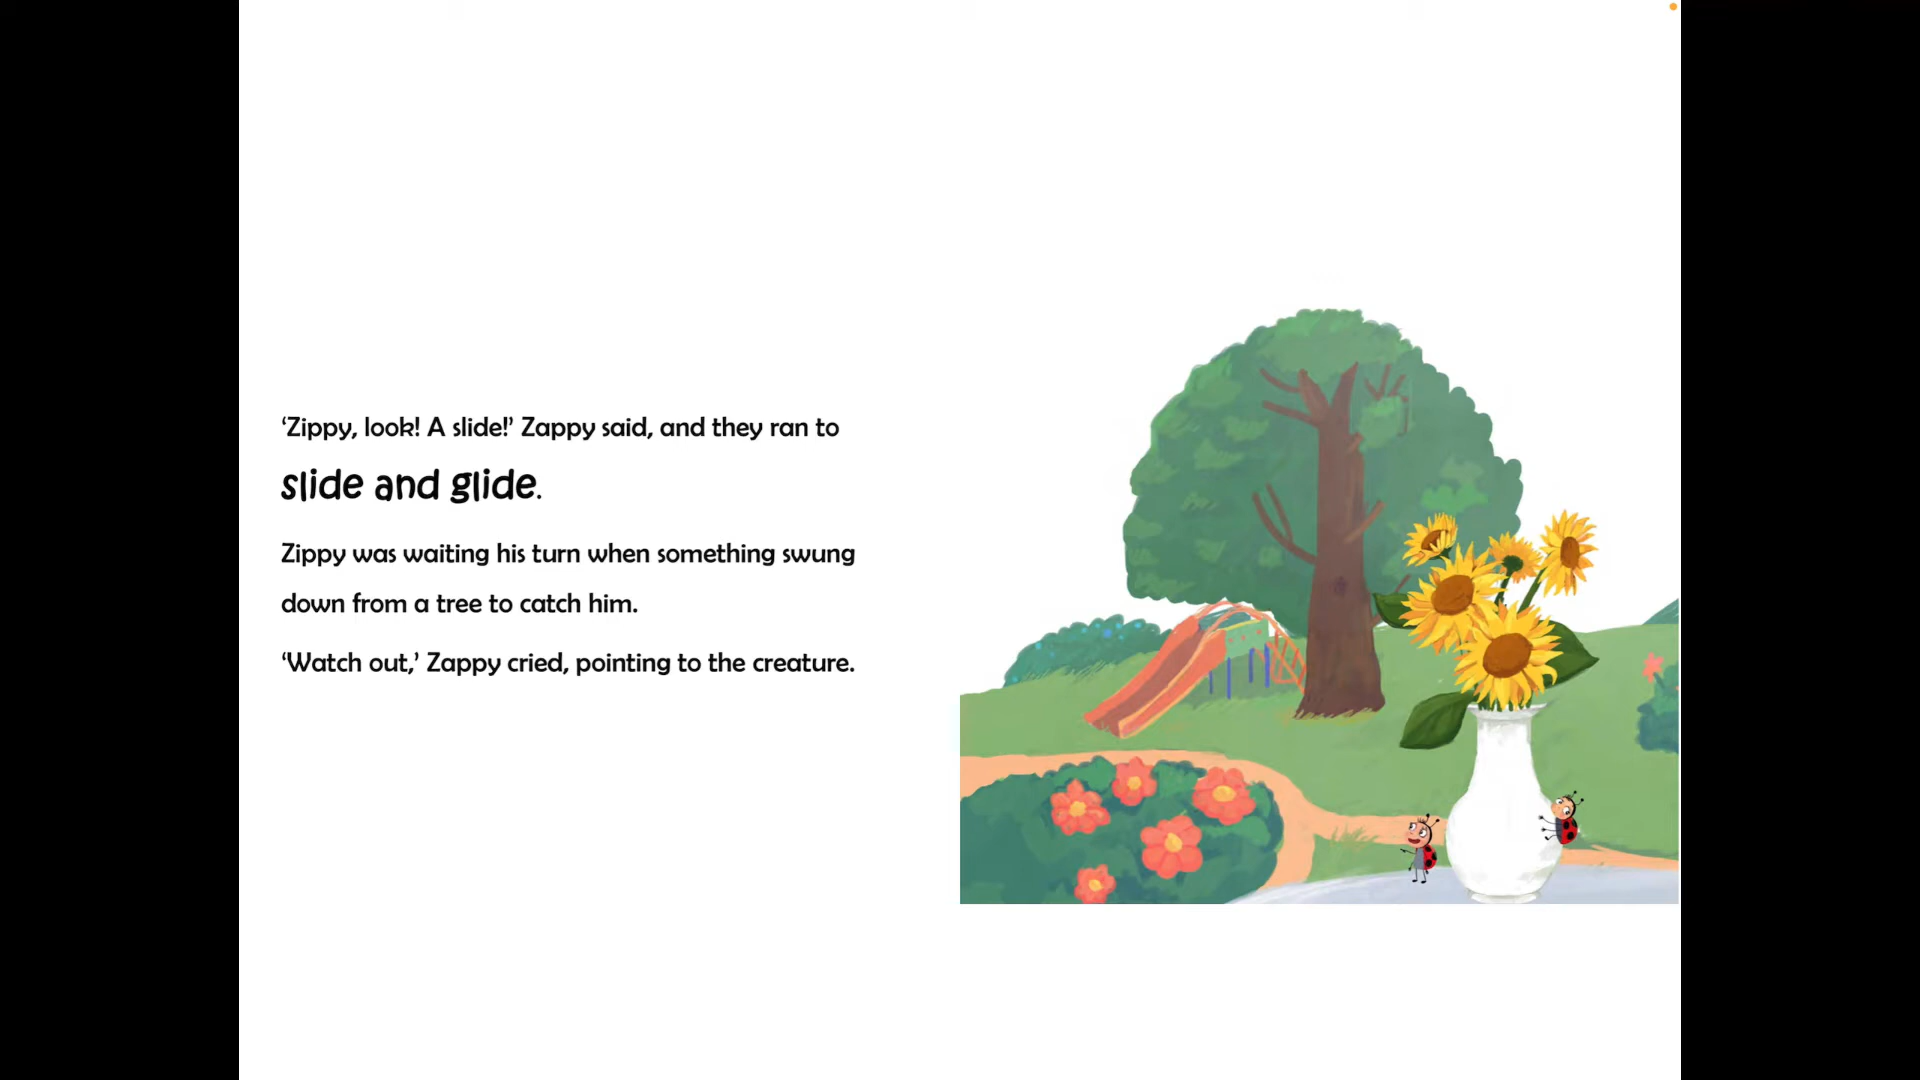 ‘Zippy, look! A slide!’ Zappy said, and they ran to
slide and glide.
Zippy was waiting his turn when something swung
down from a tree to catch him.
‘Watch out,’ Zappy cried, pointing to the creature.